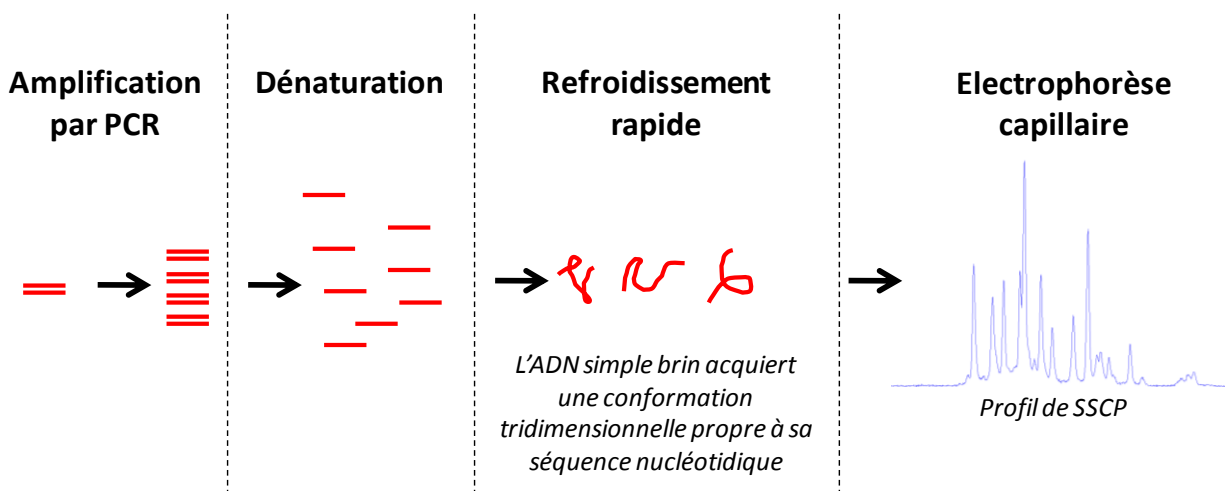 Amplification
par PCR
Dénaturation
Refroidissement
rapide
Electrophorèse
capillaire
L'ADN simple brin acquiert
une conformation
tridimensionnelle propre à sa
séquence nucléotidique
Profil de SSCP